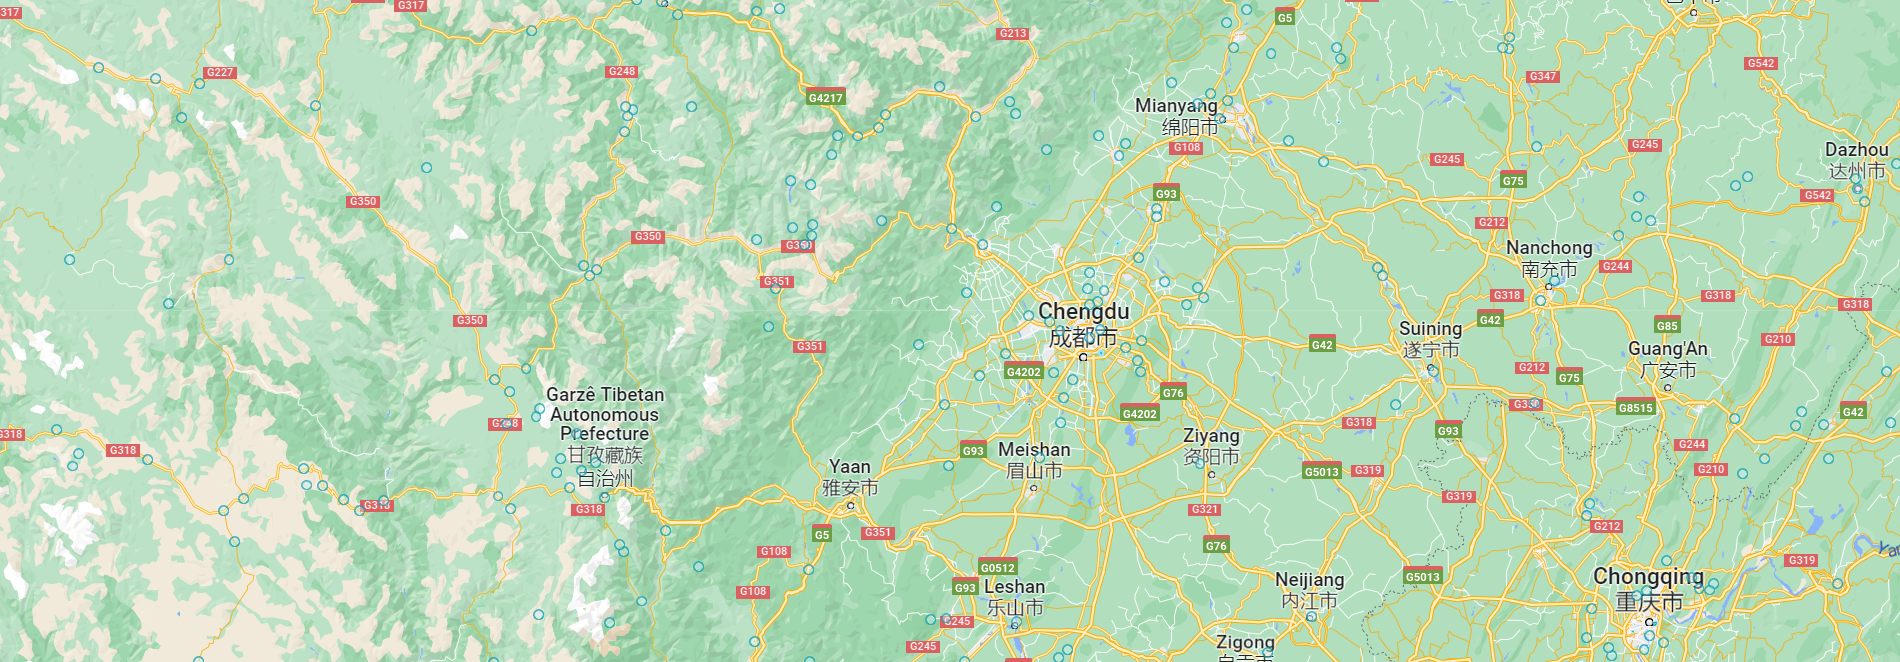 G317
G317
G5
G213
G227
G248
G4217
G347
G542
Mianyang
绵阳市
G108
G245
G245
Dazhou
达州市
G75
G93
G542
G350
G212
G350
G350
Nanchong
南充市
G244
G351
G318
G318
G318
Chengdu
成都市
G42
G85
G350
Suining
遂宁市
G42
G210
G351
Guang'An
广安市
G4202
G212
G75
G76
Garzê Tibetan
Autonomous
Prefecture
甘孜藏族
自治州
G4202
G350
G8515
G42
G248
G318
G318
G318
G93
Ziyang
资阳市
G93
Meishan
眉山市
G244
G5013
G319
G210
Yaan
雅安市
G319
G318
G318
G321
G212
G5
G351
G76
G108
G319
G0512
G5013
Chongqing
重庆市
G108
G93
Leshan
乐山市
Neijiang
内江市
G245
G245
Zigong